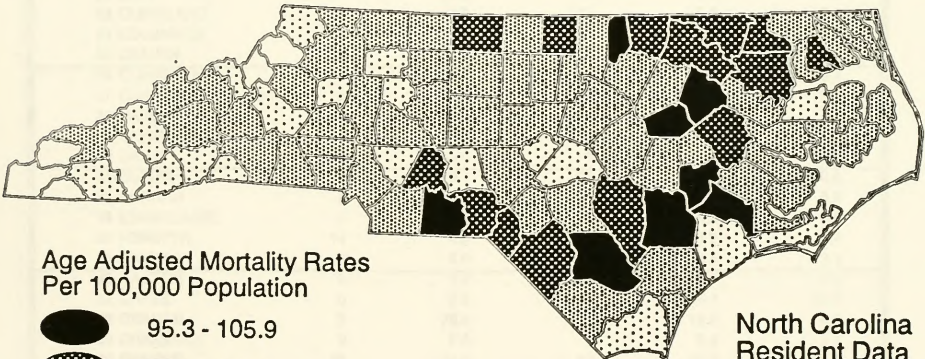 Age Adjusted Mortality Rates
Per 100,000 Population
95.3 - 105.9
North Carolina
Resident Data